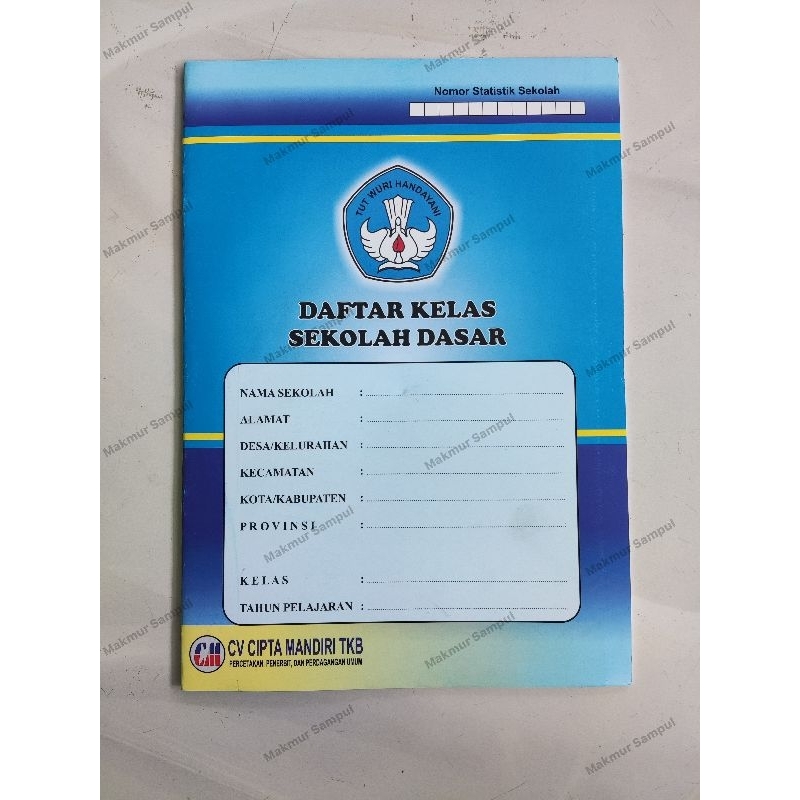 Nomor Statistik Sekolah
TUT WURI HANDAYANI
DAFTAR KELAS
SEKOLAH DASAR
NAMA SEKOLAH :
ALAMAT :
DESA/KELURAHAN :
KECAMATAN :
KOTA/KABUPATEN :
PROVINSI :
KELAS :
TAHUN PELAJARAN :
CM CV CIPTA MANDIRI TKB
PERCETAKAN, PENERBIT, DAN PERDAGANGAN UMUM
Makmur Sampul